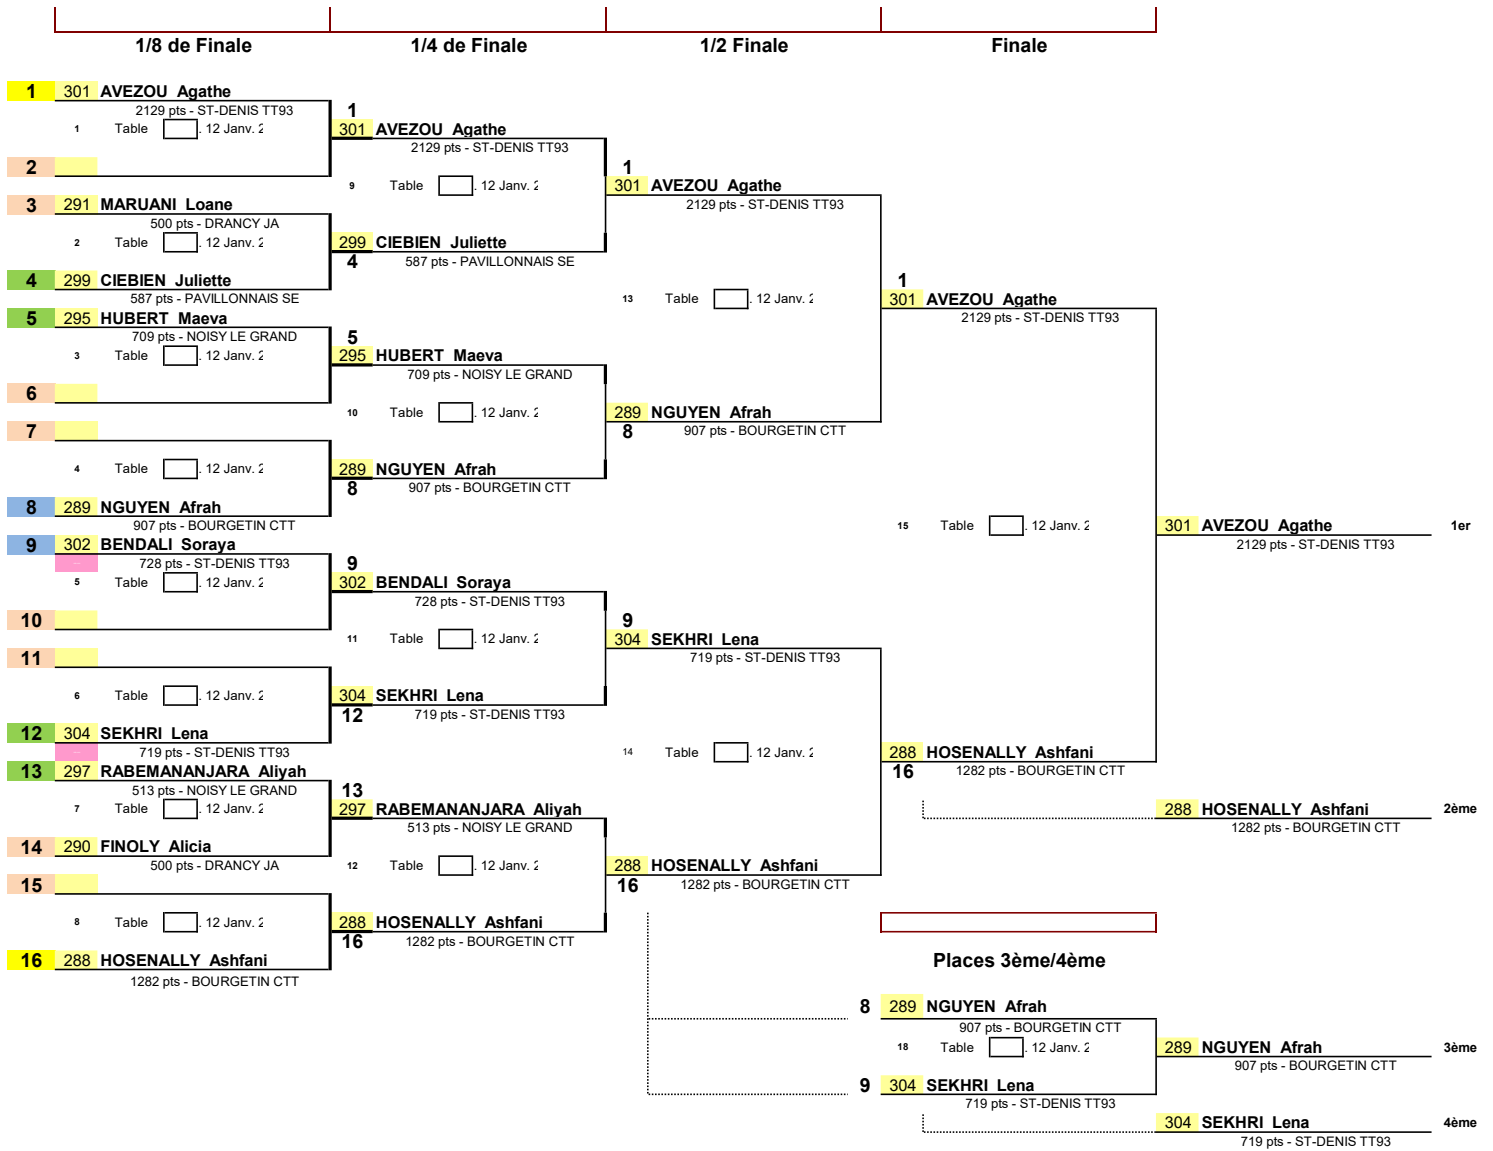 1/8 de Finale 1/4 de Finale 1/2 Finale Finale
1 301 AVEZOU Agathe
2129 pts - ST-DENIS TT93
1 Table . 12 Janv. 2
2
3 291 MARUANI Loane
500 pts - DRANCY JA
2 Table . 12 Janv. 2
4 299 CIEBIEN Juliette
587 pts - PAVILLONNAIS SE
5 295 HUBERT Maeva
709 pts - NOISY LE GRAND
3 Table . 12 Janv. 2
6
7
4 Table . 12 Janv. 2
8 289 NGUYEN Afrah
907 pts - BOURGETIN CTT
9 302 BENDALI Soraya
728 pts - ST-DENIS TT93
5 Table . 12 Janv. 2
10
11
6 Table . 12 Janv. 2
12 304 SEKHRI Lena
719 pts - ST-DENIS TT93
13 297 RABEMANANJARA Aliyah
513 pts - NOISY LE GRAND
7 Table . 12 Janv. 2
14 290 FINOLY Alicia
500 pts - DRANCY JA
15
8 Table . 12 Janv. 2
16 288 HOSENALLY Ashfani
1282 pts - BOURGETIN CTT
1
301 AVEZOU Agathe
2129 pts - ST-DENIS TT93
9 Table . 12 Janv. 2
299 CIEBIEN Juliette
4 587 pts - PAVILLONNAIS SE
5
295 HUBERT Maeva
709 pts - NOISY LE GRAND
10 Table . 12 Janv. 2
289 NGUYEN Afrah
8 907 pts - BOURGETIN CTT
9
302 BENDALI Soraya
728 pts - ST-DENIS TT93
11 Table . 12 Janv. 2
304 SEKHRI Lena
12 719 pts - ST-DENIS TT93
13
297 RABEMANANJARA Aliyah
513 pts - NOISY LE GRAND
12 Table . 12 Janv. 2
288 HOSENALLY Ashfani
16 1282 pts - BOURGETIN CTT
1
301 AVEZOU Agathe
2129 pts - ST-DENIS TT93
13 Table . 12 Janv. 2
289 NGUYEN Afrah
8 907 pts - BOURGETIN CTT
9
304 SEKHRI Lena
719 pts - ST-DENIS TT93
14 Table . 12 Janv. 2
288 HOSENALLY Ashfani
16 1282 pts - BOURGETIN CTT
1
301 AVEZOU Agathe
2129 pts - ST-DENIS TT93
15 Table . 12 Janv. 2
288 HOSENALLY Ashfani
16 1282 pts - BOURGETIN CTT
301 AVEZOU Agathe 1er
2129 pts - ST-DENIS TT93
288 HOSENALLY Ashfani 2ème
1282 pts - BOURGETIN CTT
Places 3ème/4ème
8 289 NGUYEN Afrah
907 pts - BOURGETIN CTT
18 Table . 12 Janv. 2
9 304 SEKHRI Lena
719 pts - ST-DENIS TT93
289 NGUYEN Afrah 3ème
907 pts - BOURGETIN CTT
304 SEKHRI Lena 4ème
719 pts - ST-DENIS TT93